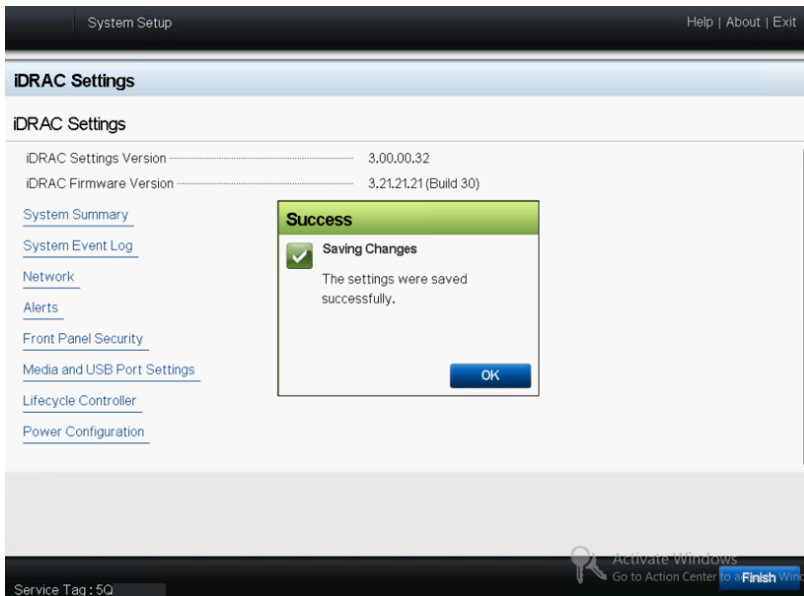 System Setup
Help | About | Exit
iDRAC Settings
iDRAC Settings
iDRAC Settings Version 3.00.00.32
iDRAC Firmware Version 3.21.21.21 (Build 30)
System Summary
System Event Log
Network
Alerts
Front Panel Security
Media and USB Port Settings
Lifecycle Controller
Power Configuration
Success
Saving Changes
The settings were saved
successfully.
OK
Activate Windows
Go to Action Center to a
Finish
Service Tag : 5Q